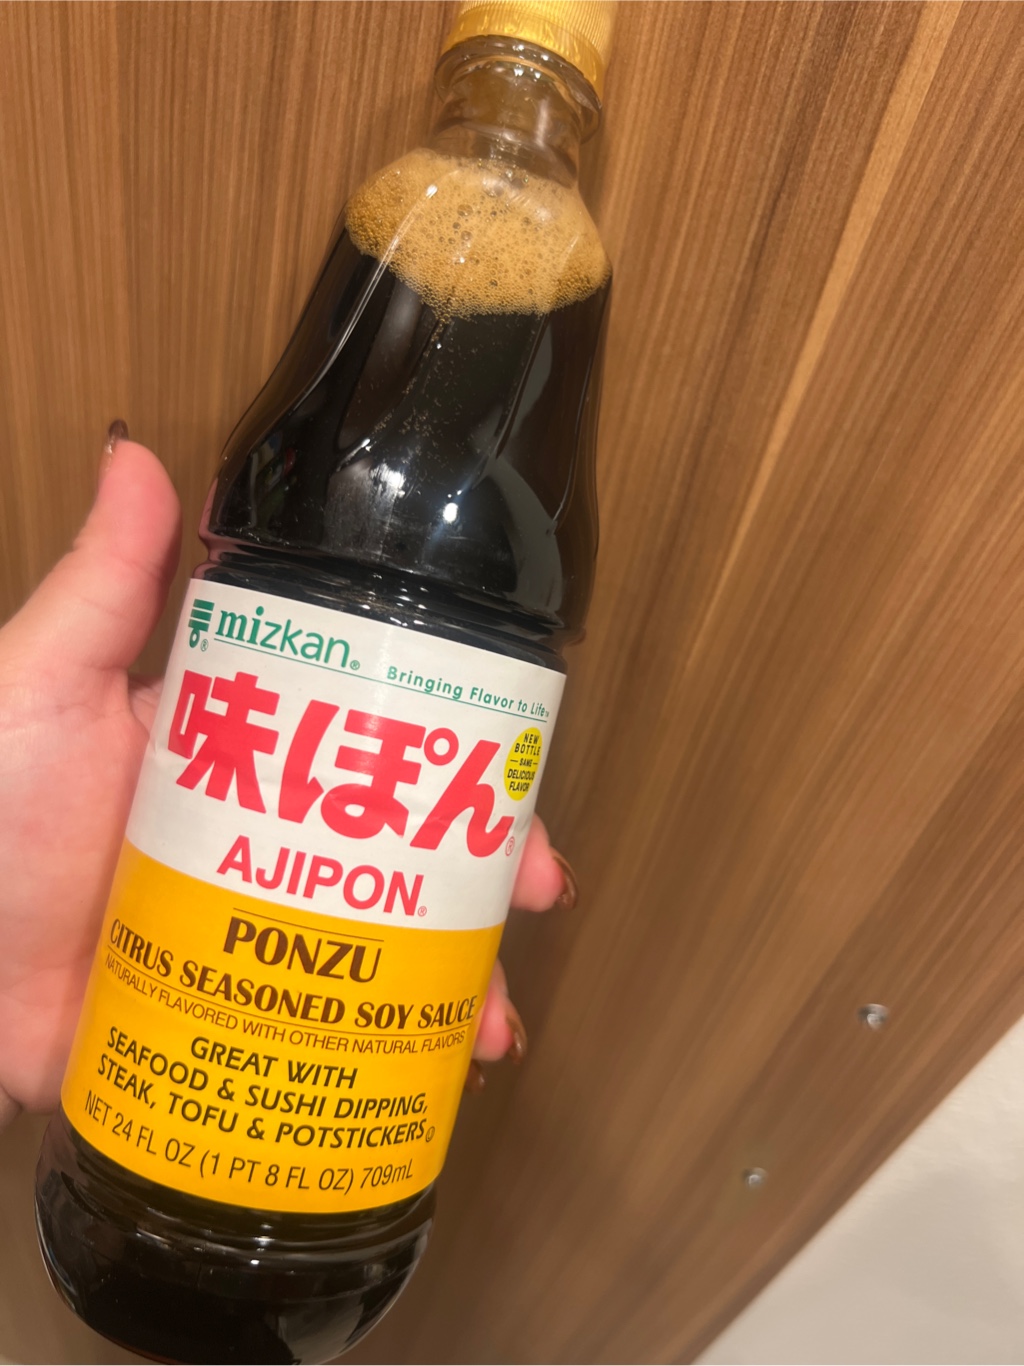 mizkan®
Bringing Flavor to Life™
味ぽん®
NEW
BOTTLE
SAME
DELICIOUS
FLAVOR!
AJIPON®
PONZU
CITRUS SEASONED SOY SAUCE
NATURALLY FLAVORED WITH OTHER NATURAL FLAVORS
GREAT WITH
SEAFOOD & SUSHI DIPPING,
STEAK, TOFU & POTSTICKERS
NET 24 FL OZ (1 PT 8 FL OZ) 709mL